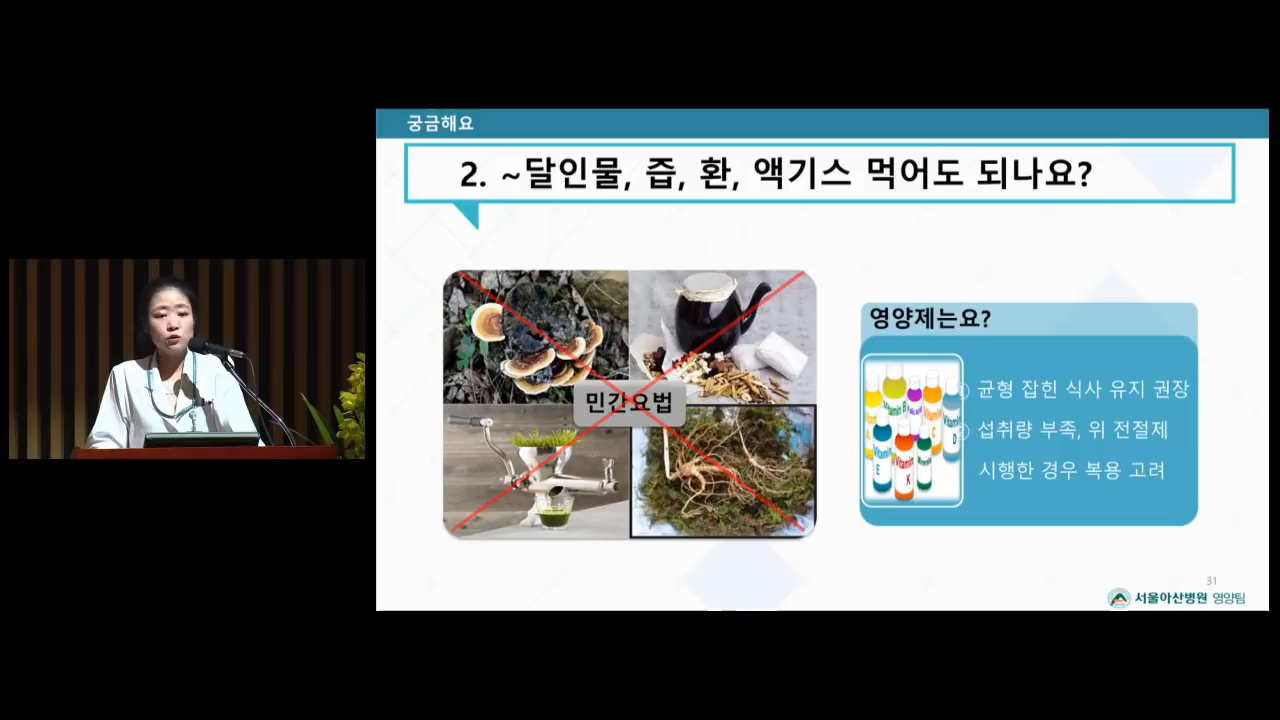 궁금해요
2. ~달인물, 즙, 환, 액기스 먹어도 되나요?
민간요법
영양제는요?
균형 잡힌 식사 유지 권장
섭취량 부족, 위 전절제
시행한 경우 복용 고려
Vitamin
E
Vitamin
K
Vitamin
C
D
31
서울아산병원 영양팀